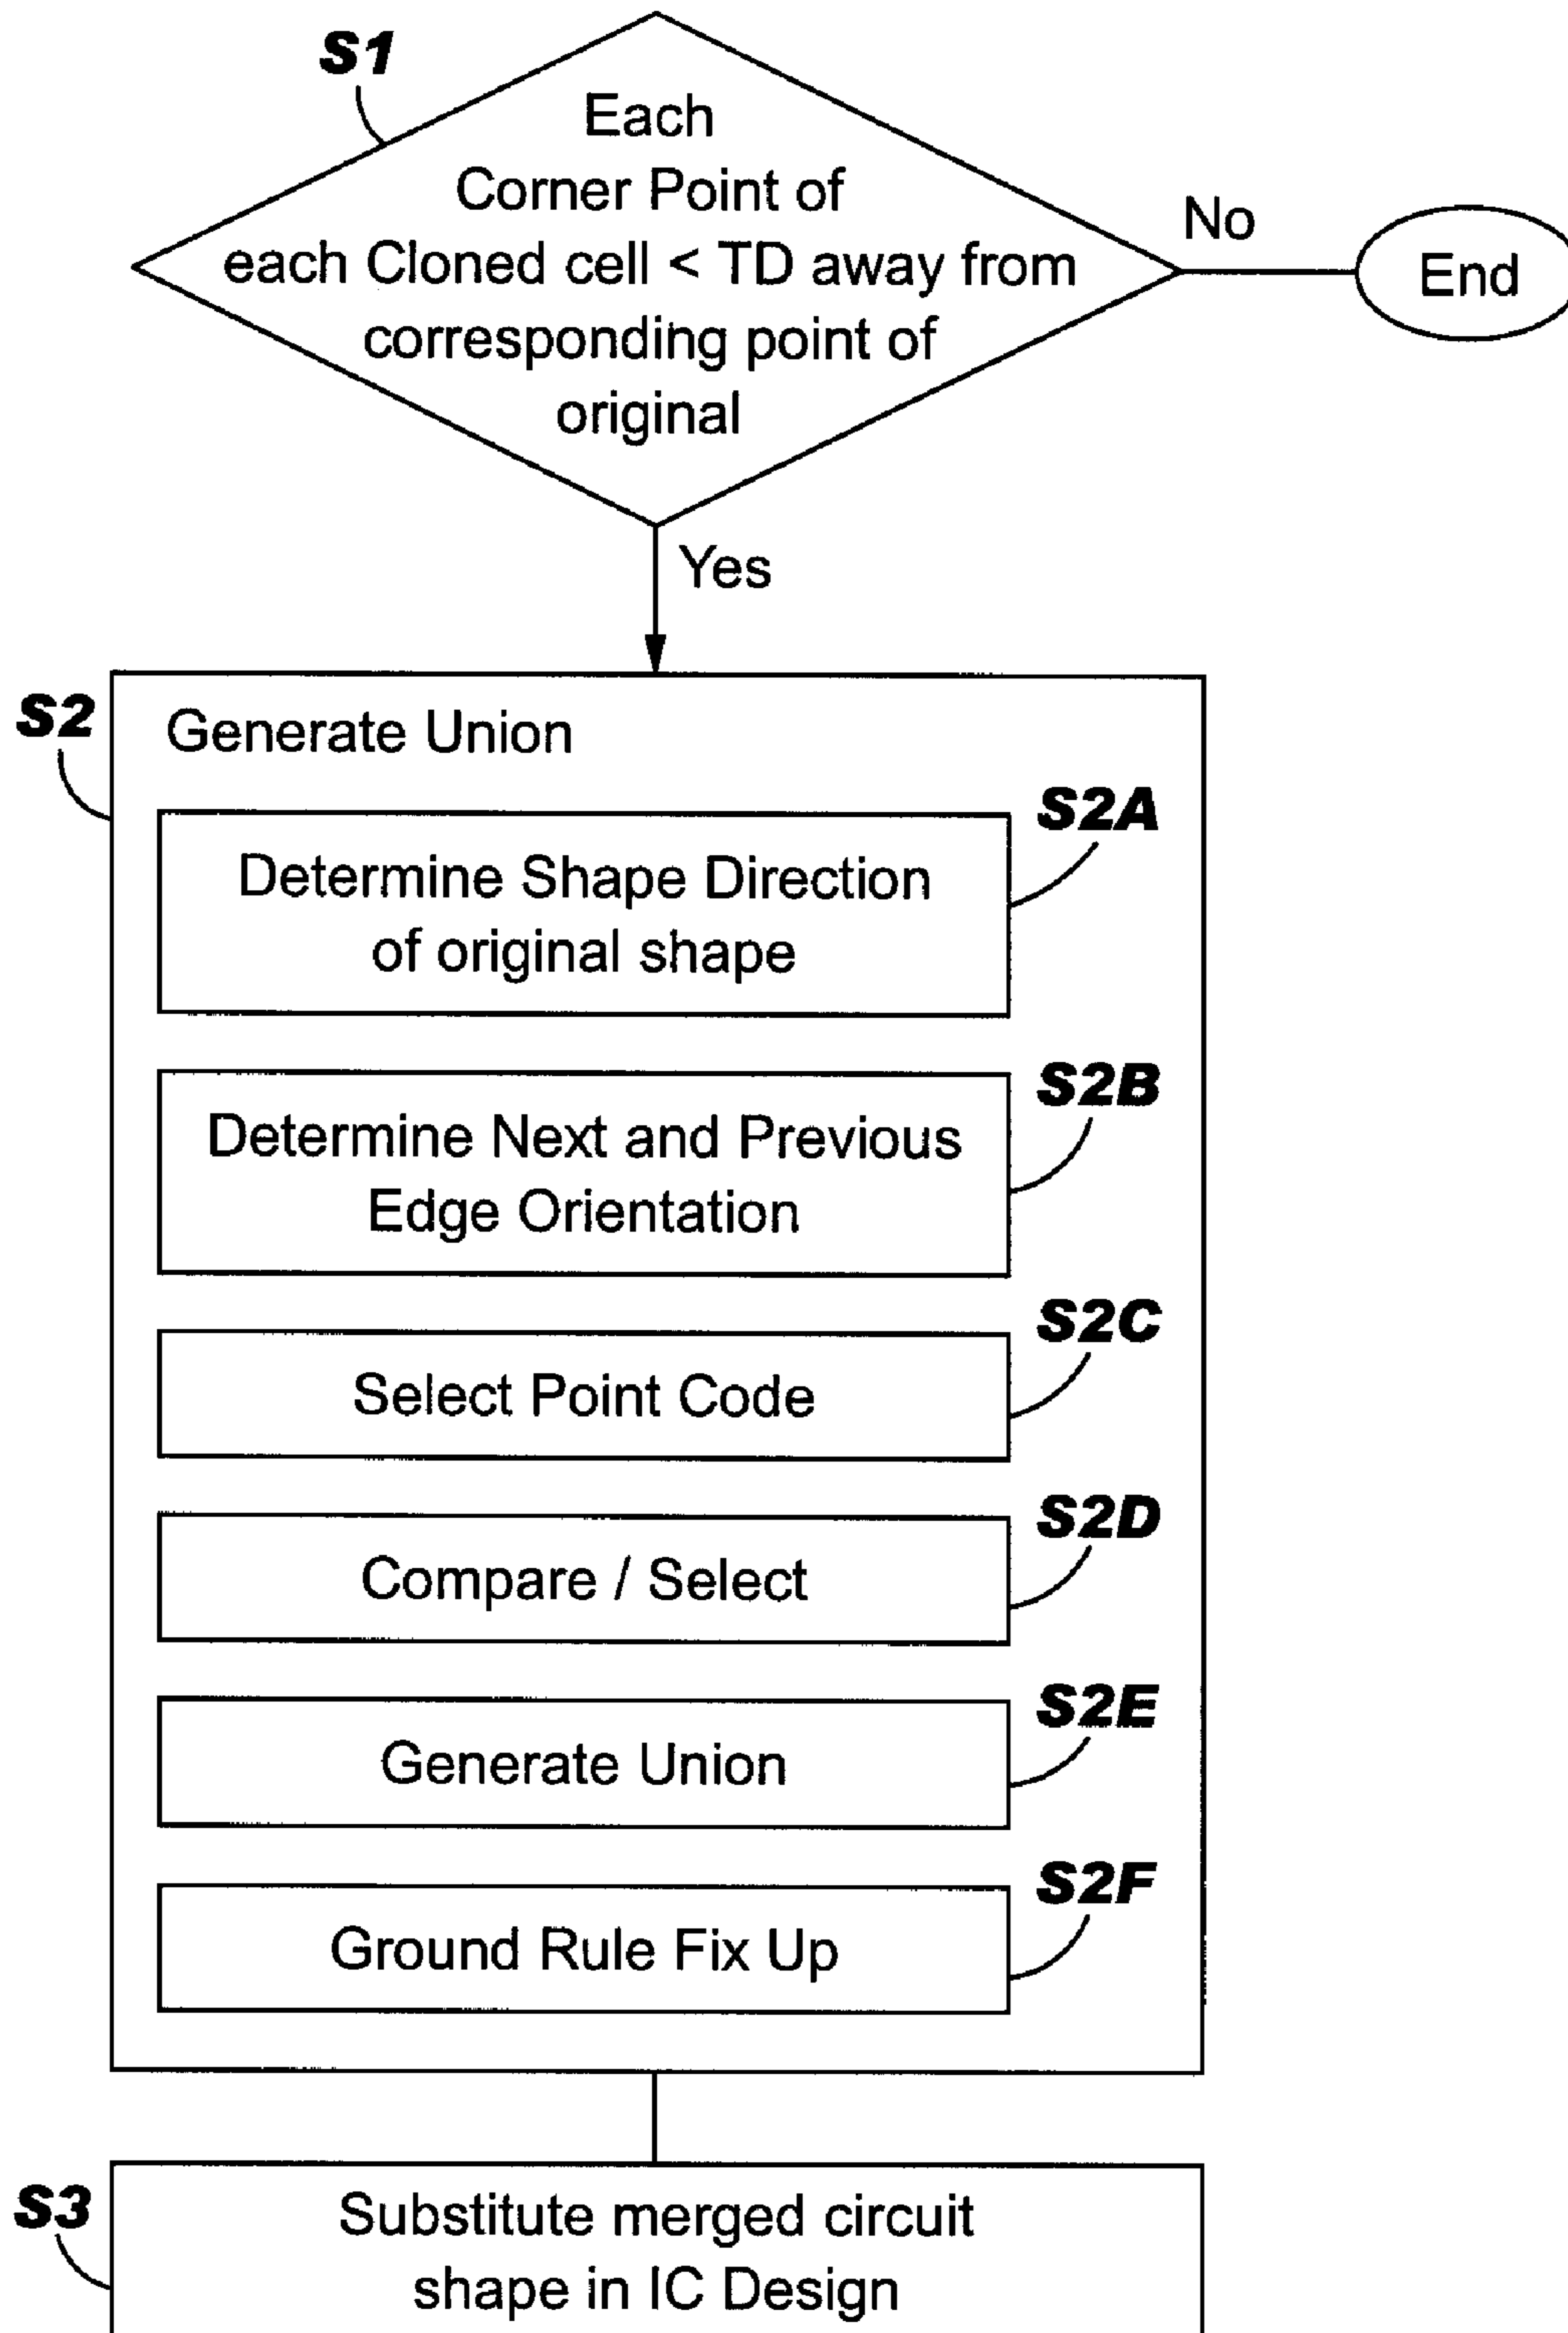 S1
Each
Corner Point of
each Cloned cell < TD away from
corresponding point of
original
No
End
Yes
S2
Generate Union
S2A
Determine Shape Direction
of original shape
S2B
Determine Next and Previous
Edge Orientation
S2C
Select Point Code
S2D
Compare / Select
S2E
Generate Union
S2F
Ground Rule Fix Up
S3
Substitute merged circuit
shape in IC Design